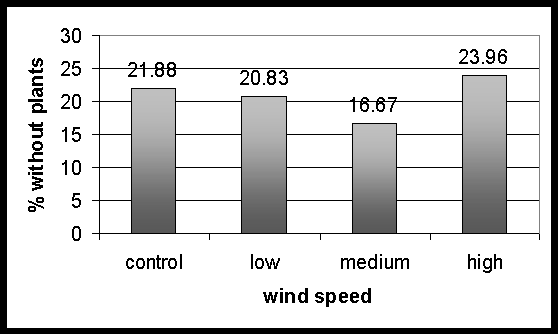 % without plants
30
25
20
15
10
5
0
21.88
20.83
16.67
23.96
control
low
medium
high
wind speed